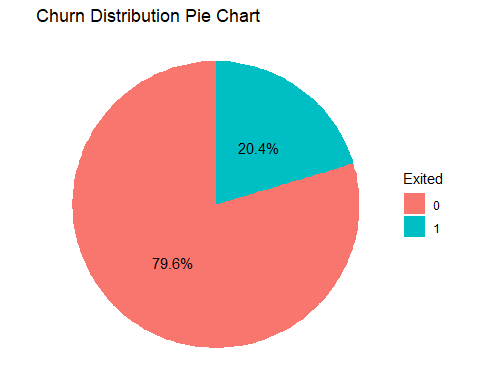 Churn Distribution Pie Chart
20.4%
79.6%
Exited
0
1